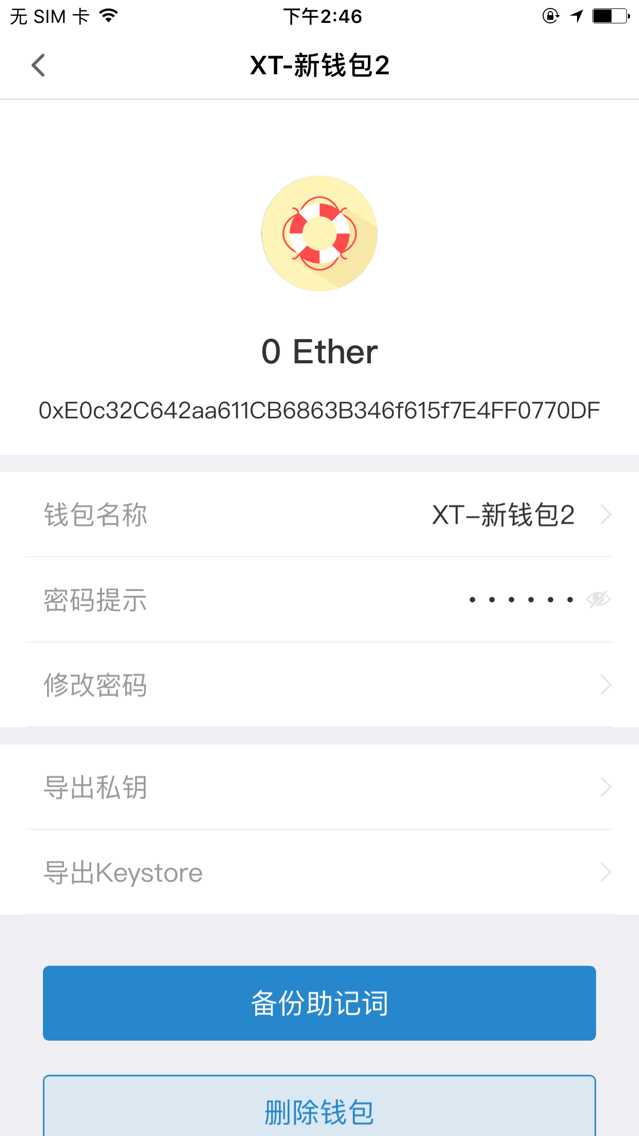 无 SIM 卡 下午2:46
XT-新钱包2
0 Ether
0xE0c32C642aa611CB6863B346f615f7E4FF0770DF
钱包名称 XT-新钱包2
密码提示 • • • • • •
修改密码
导出私钥
导出Keystore
备份助记词
删除钱包